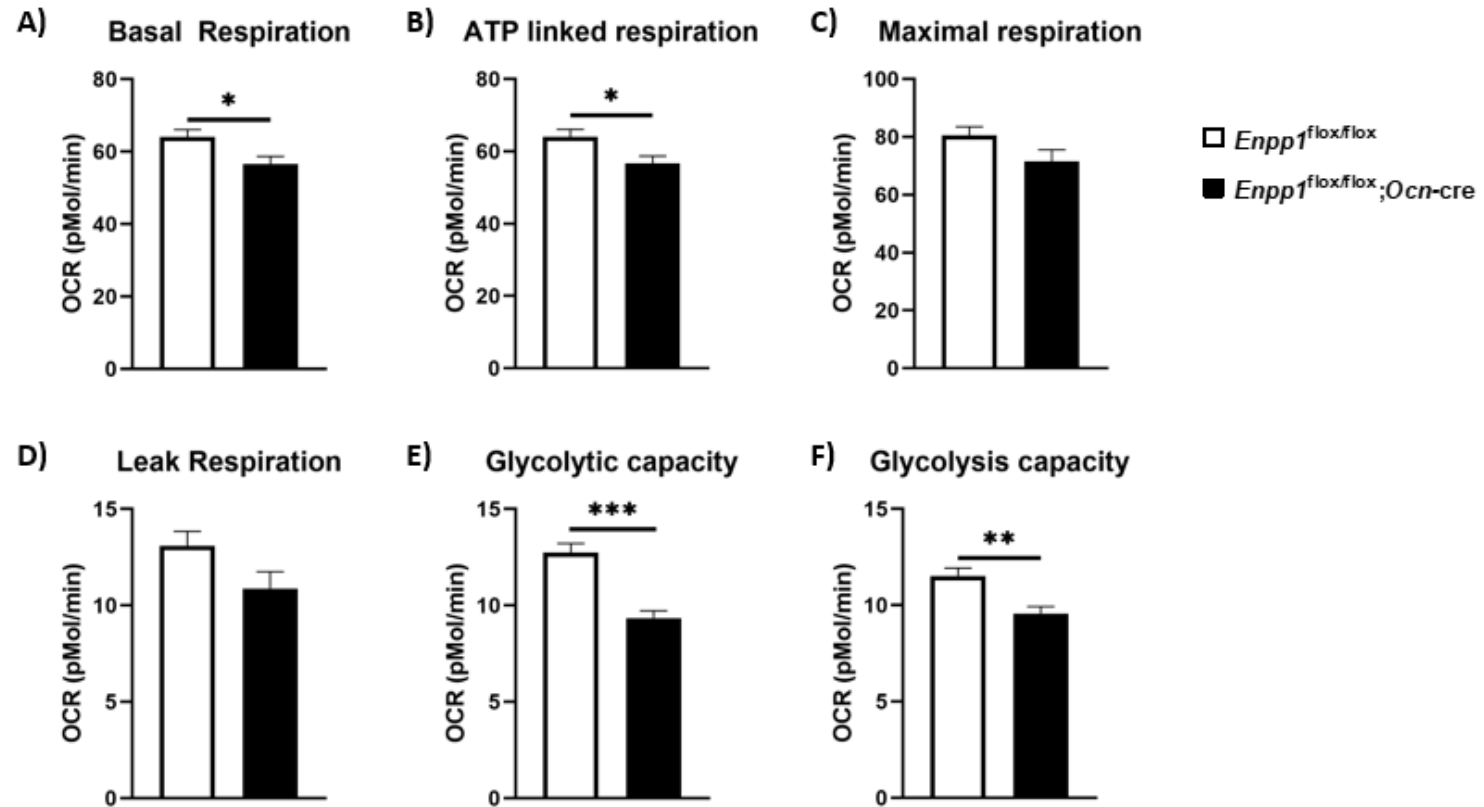 A) Basal Respiration
80
60
40
20
0
OCR (pMol/min)
*
B) ATP linked respiration
80
60
40
20
0
OCR (pMol/min)
*
C) Maximal respiration
100
80
60
40
20
0
OCR (pMol/min)
Enpp1flox/flox
Enpp1flox/flox;Ocn-cre
D) Leak Respiration
15
10
5
0
OCR (pMol/min)
E) Glycolytic capacity
15
10
5
0
OCR (pMol/min)
***
F) Glycolysis capacity
15
10
5
0
OCR (pMol/min)
**